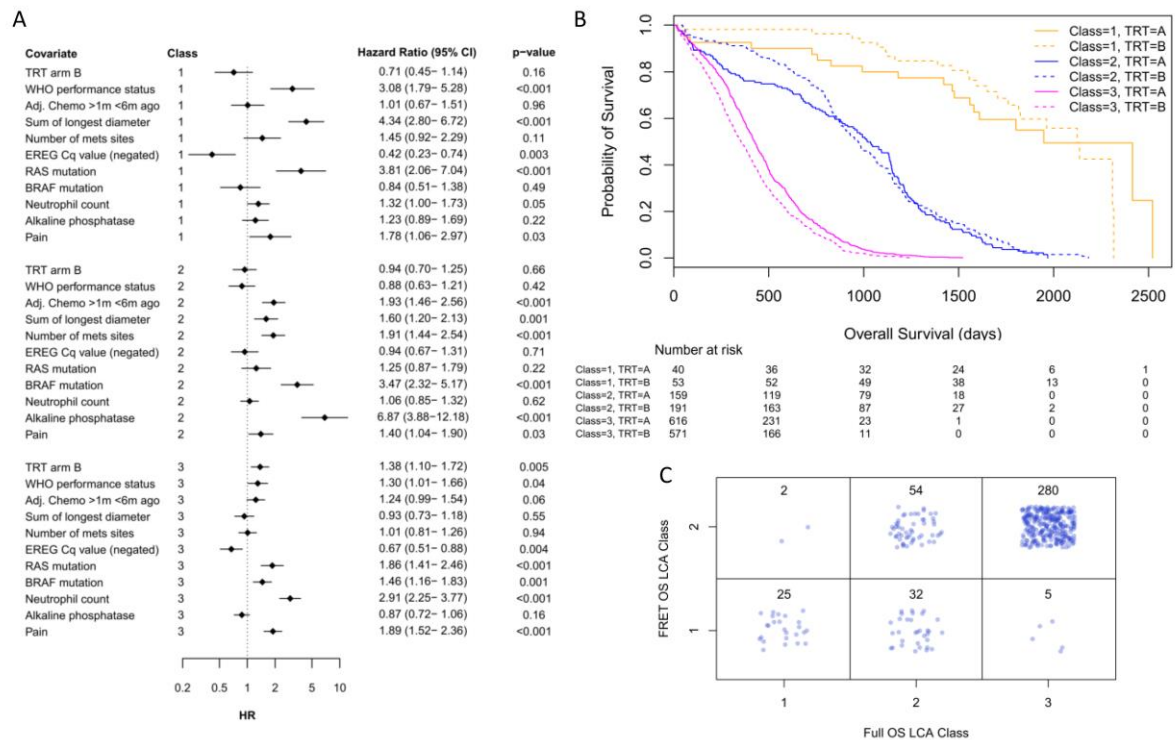 A
Covariate Class Hazard Ratio (95% CI) p−value
TRT arm B 1 0.71 (0.45− 1.14) 0.16
WHO performance status 1 3.08 (1.79− 5.28) <0.001
Adj. Chemo >1m <6m ago 1 1.01 (0.67− 1.51) 0.96
Sum of longest diameter 1 4.34 (2.80− 6.72) <0.001
Number of mets sites 1 1.45 (0.92− 2.29) 0.11
EREG Cq value (negated) 1 0.42 (0.23− 0.74) 0.003
RAS mutation 1 3.81 (2.06− 7.04) <0.001
BRAF mutation 1 0.84 (0.51− 1.38) 0.49
Neutrophil count 1 1.32 (1.00− 1.73) 0.05
Alkaline phosphatase 1 1.23 (0.89− 1.69) 0.22
Pain 1 1.78 (1.06− 2.97) 0.03
TRT arm B 2 0.94 (0.70− 1.25) 0.66
WHO performance status 2 0.88 (0.63− 1.21) 0.42
Adj. Chemo >1m <6m ago 2 1.93 (1.46− 2.56) <0.001
Sum of longest diameter 2 1.60 (1.20− 2.13) 0.001
Number of mets sites 2 1.91 (1.44− 2.54) <0.001
EREG Cq value (negated) 2 0.94 (0.67− 1.31) 0.71
RAS mutation 2 1.25 (0.87− 1.79) 0.22
BRAF mutation 2 3.47 (2.32− 5.17) <0.001
Neutrophil count 2 1.06 (0.85− 1.32) 0.62
Alkaline phosphatase 2 6.87 (3.88−12.18) <0.001
Pain 2 1.40 (1.04− 1.90) 0.03
TRT arm B 3 1.38 (1.10− 1.72) 0.005
WHO performance status 3 1.30 (1.01− 1.66) 0.04
Adj. Chemo >1m <6m ago 3 1.24 (0.99− 1.54) 0.06
Sum of longest diameter 3 0.93 (0.73− 1.18) 0.55
Number of mets sites 3 1.01 (0.81− 1.26) 0.94
EREG Cq value (negated) 3 0.67 (0.51− 0.88) 0.004
RAS mutation 3 1.86 (1.41− 2.46) <0.001
BRAF mutation 3 1.46 (1.16− 1.83) 0.001
Neutrophil count 3 2.91 (2.25− 3.77) <0.001
Alkaline phosphatase 3 0.87 (0.72− 1.06) 0.16
Pain 3 1.89 (1.52− 2.36) <0.001
0.2 0.5 1 2 5 10
HR
B
Probability of Survival
1.0
0.8
0.6
0.4
0.2
0.0
Class=1, TRT=A
Class=1, TRT=B
Class=2, TRT=A
Class=2, TRT=B
Class=3, TRT=A
Class=3, TRT=B
0 500 1000 1500 2000 2500
Overall Survival (days)
Number at risk
Class=1, TRT=A 40 36 32 24 6 1
Class=1, TRT=B 53 52 49 38 13 0
Class=2, TRT=A 159 119 79 18 0 0
Class=2, TRT=B 191 163 87 27 2 0
Class=3, TRT=A 616 231 23 1 0 0
Class=3, TRT=B 571 166 11 0 0 0
C
FRET OS LCA Class
2
1
2 54 280
25 32 5
1 2 3
Full OS LCA Class